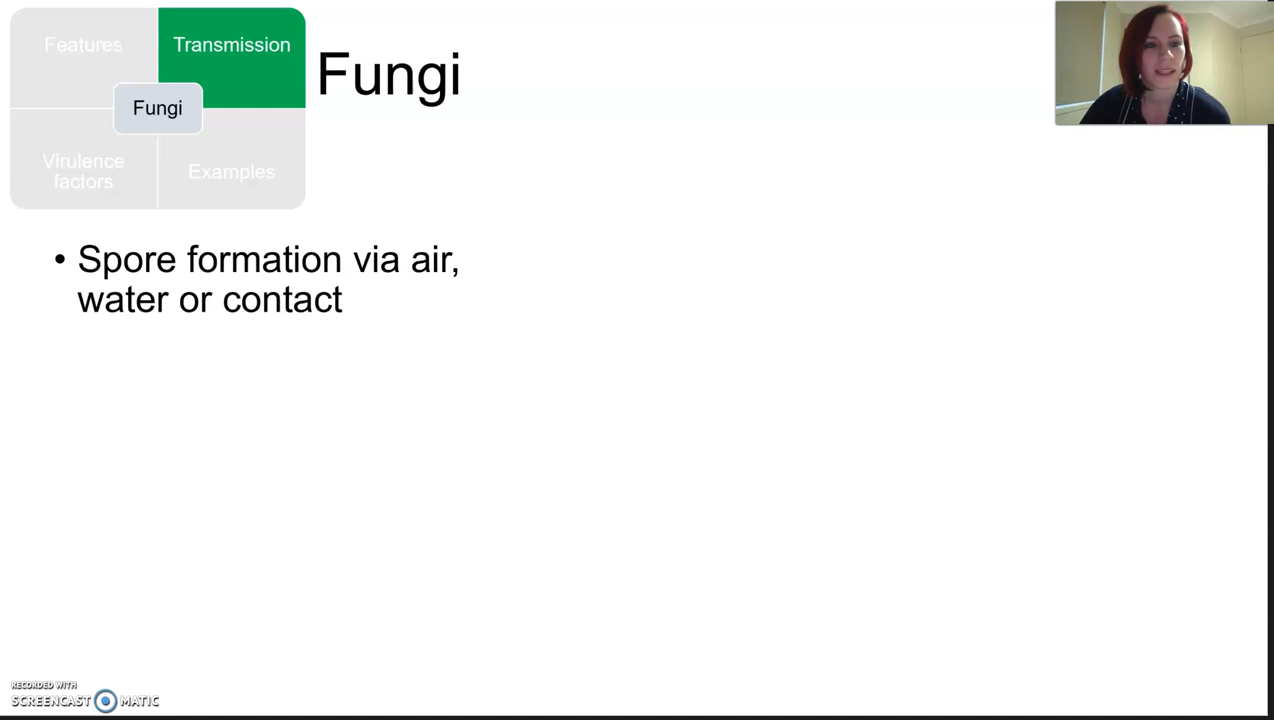 Features
Transmission
Fungi
Fungi
Virulence
factors
Examples
• Spore formation via air,
water or contact
RECORDED WITH
SCREENCAST MATIC